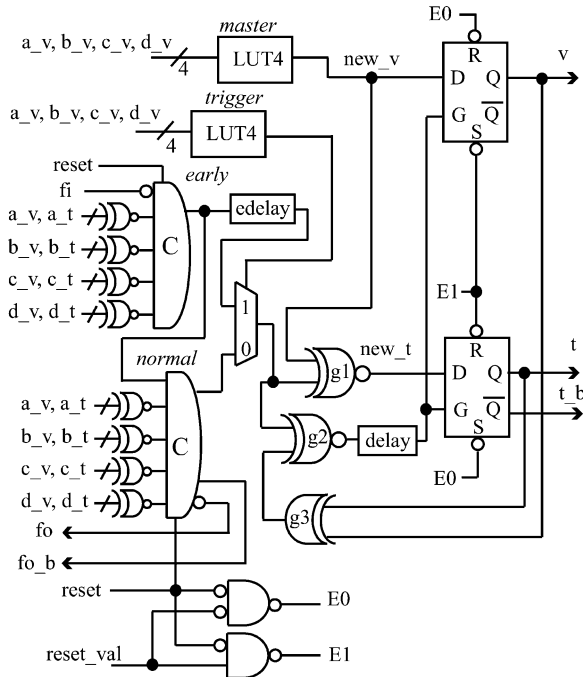 E0
master
a_v, b_v, c_v, d_v
4
LUT4
new_v
R
D
Q
v
trigger
a_v, b_v, c_v, d_v
4
LUT4
G
Q
S
reset
early
fi
a_v, a_t
b_v, b_t
c_v, c_t
d_v, d_t
C
edelay
1
0
E1
normal
g1
new_t
R
D
Q
t
G
Q
t_b
S
E0
a_v, a_t
b_v, b_t
c_v, c_t
d_v, d_t
C
g2
delay
g3
fo
fo_b
reset
E0
reset_val
E1